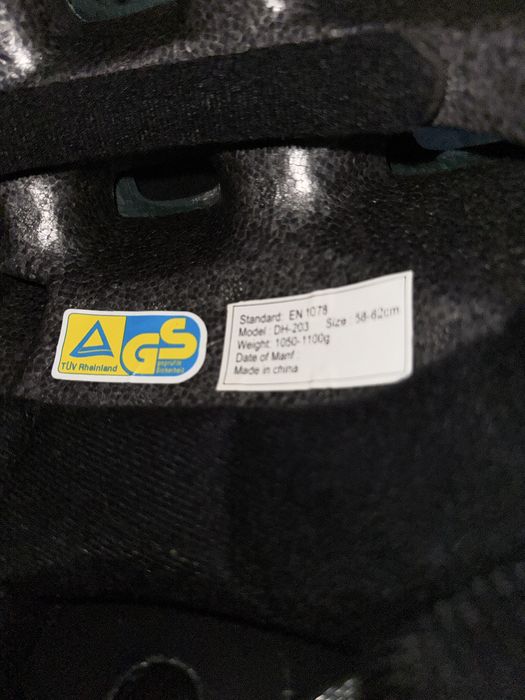 TÜV Rheinland
GS
geprüfte
Sicherheit
Standard: EN 1078
Model: DH-203 Size: 58-62cm
Weight: 1050-1100g
Date of Manf.:
Made in china